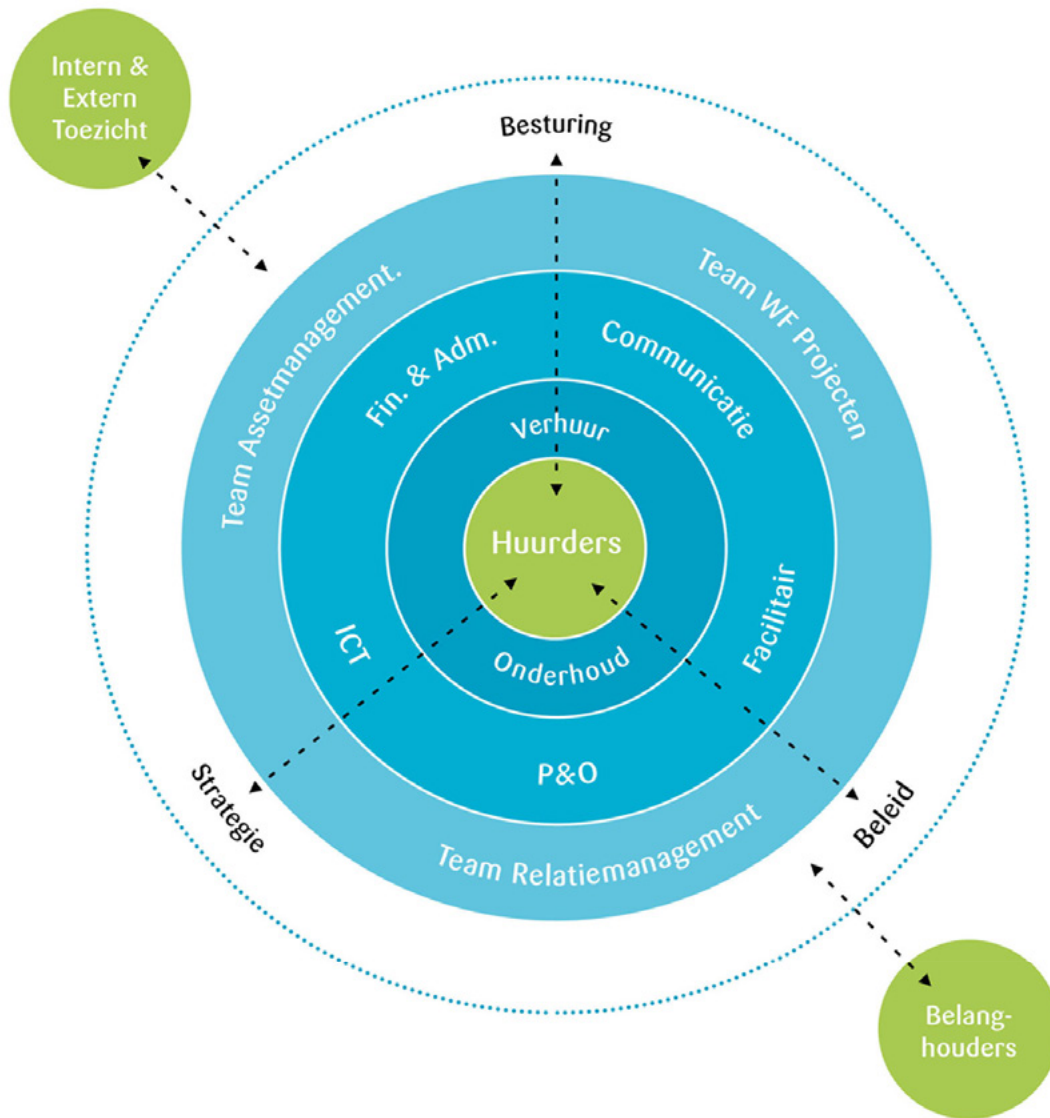 Intern &
Extern
Toezicht
Besturing
Team Assetmanagement.
Team WF Projecten
Fin. & Adm.
Communicatie
Verhuur
Huurders
Onderhoud
ICT
Facilitair
P&O
Strategie
Beleid
Team Relatiemanagement
Belang-
houders